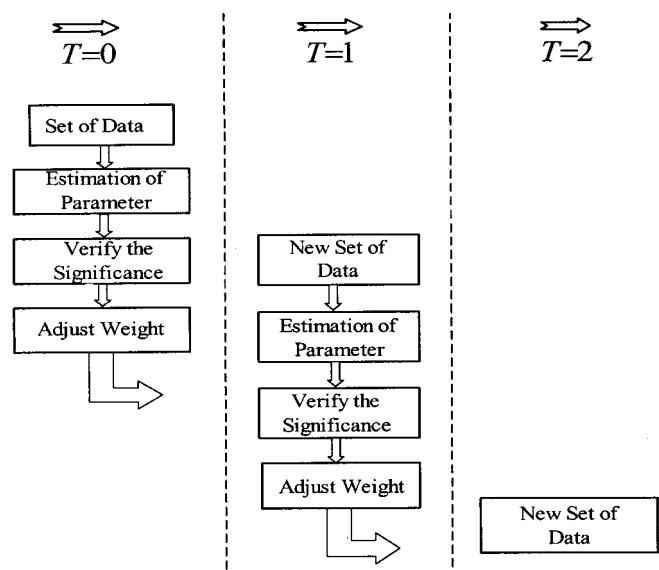 T=0
T=1
T=2
Set of Data
Estimation of
Parameter
Verify the
Significance
Adjust Weight
New Set of
Data
Estimation of
Parameter
Verify the
Significance
Adjust Weight
New Set of
Data